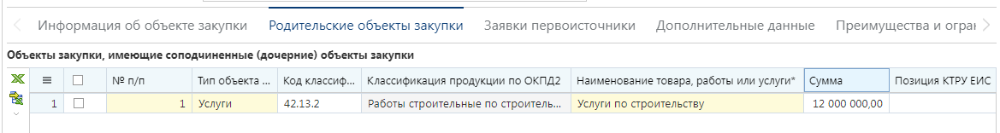 Информация об объекте закупки Родительские объекты закупки Заявки первоисточники Дополнительные данные Преимущества и огран
Объекты закупки, имеющие соподчиненные (дочерние) объекты закупки
№ п/п Тип объекта ... Код классиф... Классификация продукции по ОКПД2 Наименование товара, работы или услуги* Сумма Позиция КТРУ ЕИС
1 1 Услуги 42.13.2 Работы строительные по строитель... Услуги по строительству 12 000 000,00